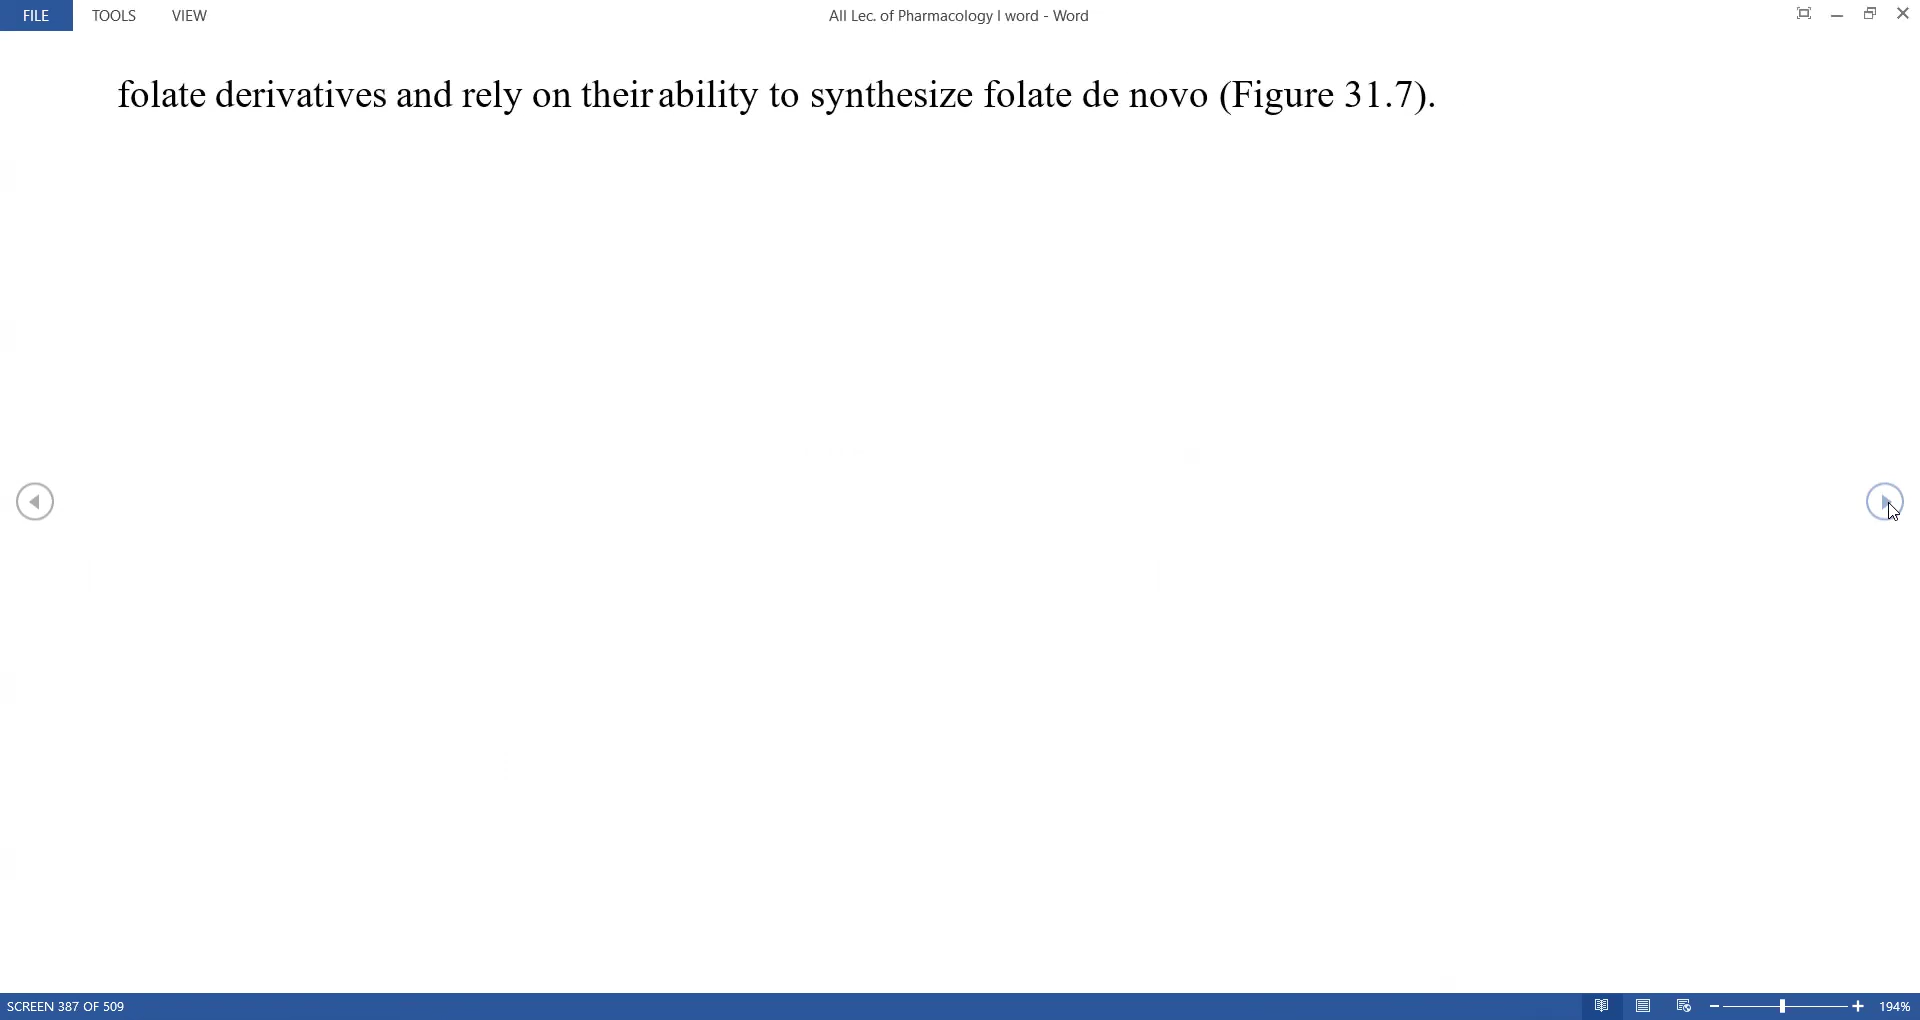 FILE TOOLS VIEW All Lec. of Pharmacology I word - Word
folate derivatives and rely on their ability to synthesize folate de novo (Figure 31.7).
SCREEN 387 OF 509 194%